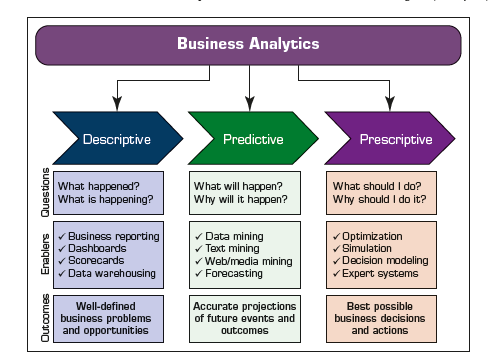 Business Analytics
Descriptive
Predictive
Prescriptive
Questions
What happened?
What is happening?
What will happen?
Why will it happen?
What should I do?
Why should I do it?
Enablers
✓ Business reporting
✓ Dashboards
✓ Scorecards
✓ Data warehousing
✓ Data mining
✓ Text mining
✓ Web/media mining
✓ Forecasting
✓ Optimization
✓ Simulation
✓ Decision modeling
✓ Expert systems
Outcomes
Well-defined
business problems
and opportunities
Accurate projections
of future events and
outcomes
Best possible
business decisions
and actions